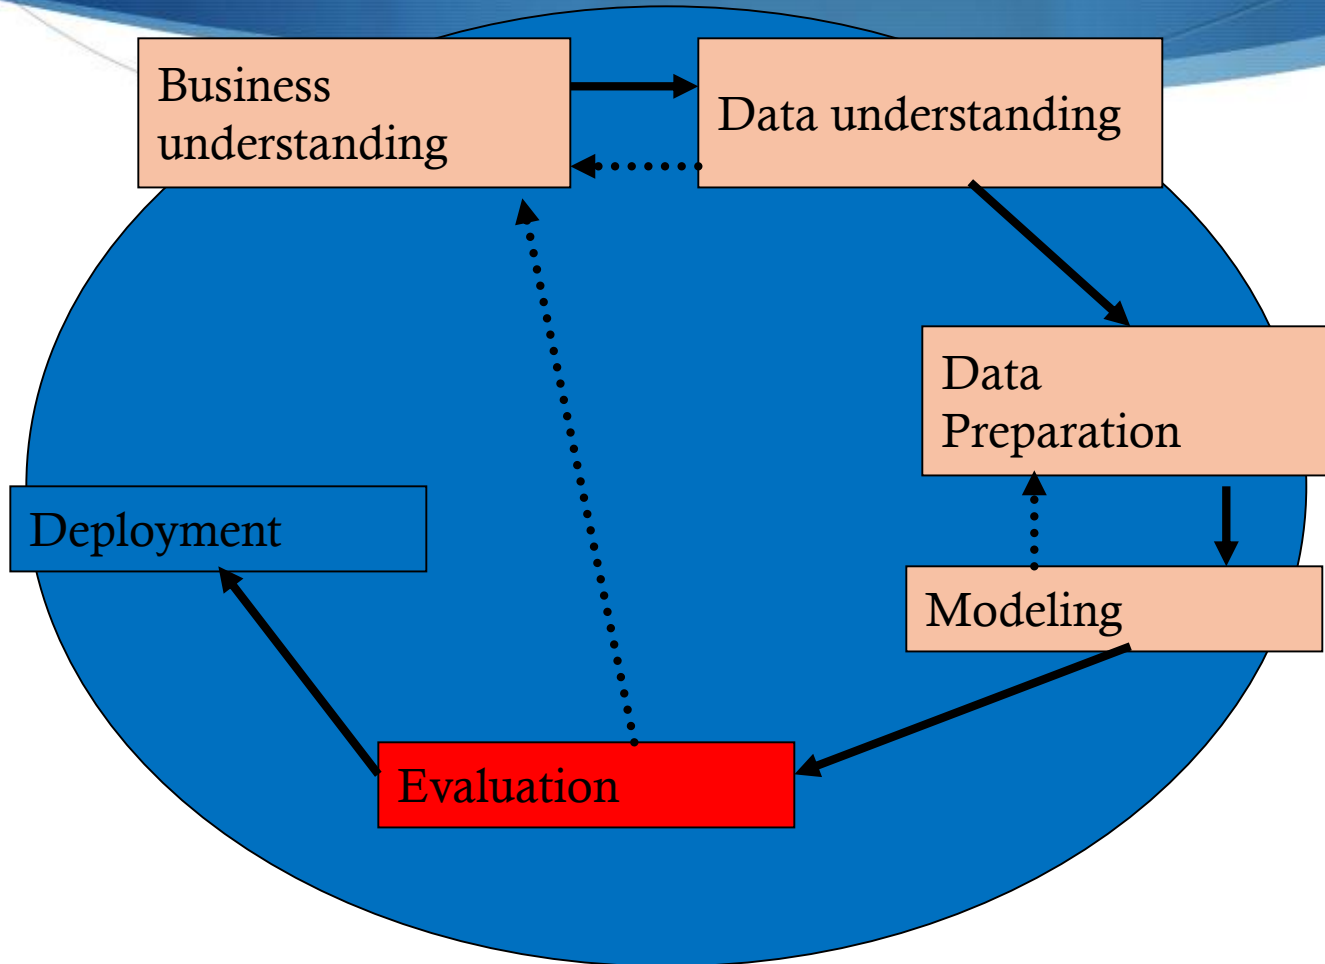 Business
understanding
Data understanding
Data
Preparation
Deployment
Modeling
Evaluation